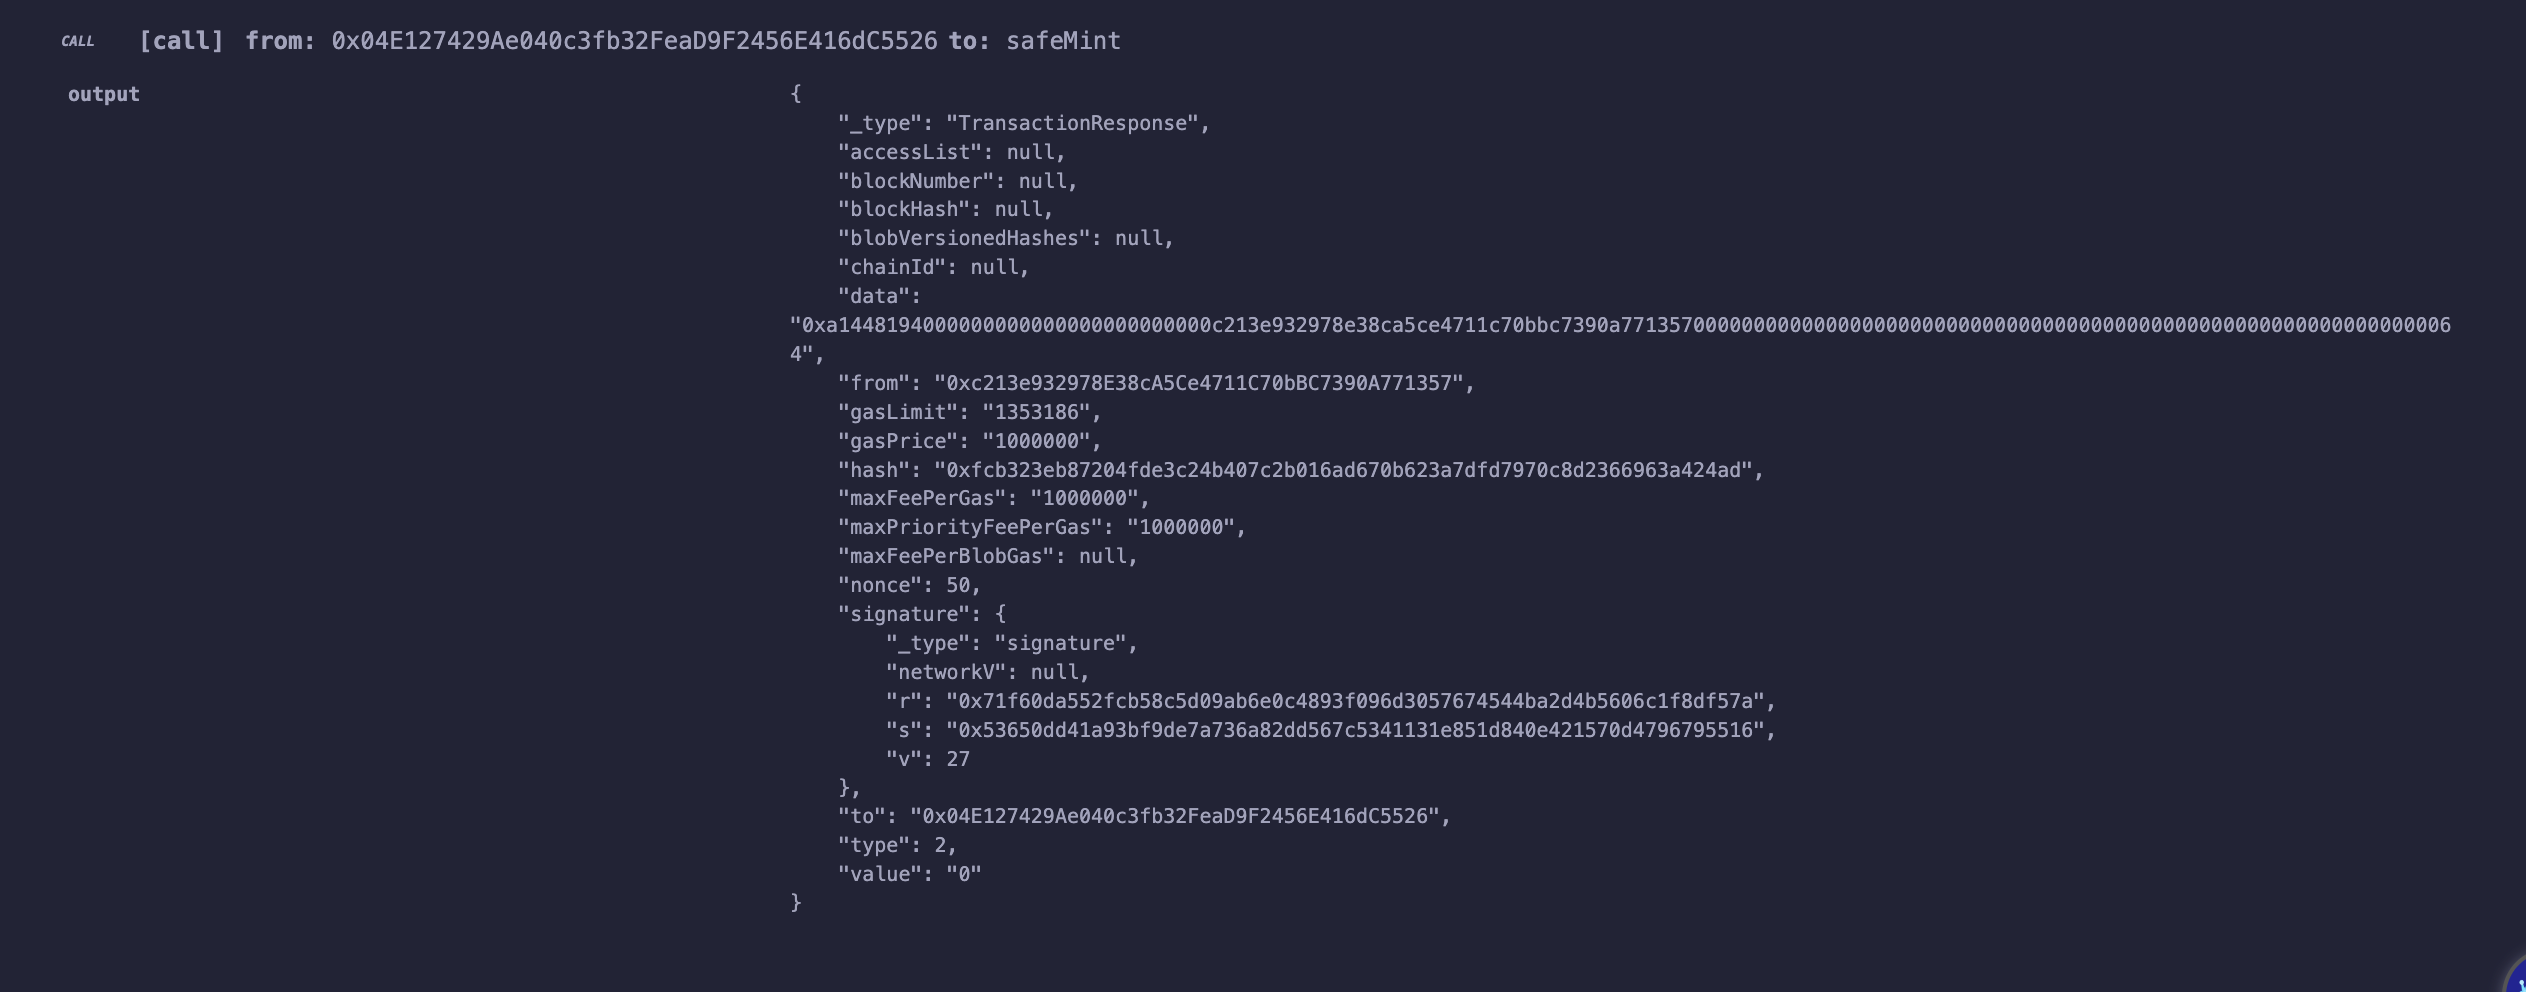 CALL [call] from: 0x04E127429Ae040c3fb32FeaD9F2456E416dC5526 to: safeMint
output {
"_type": "TransactionResponse",
"accessList": null,
"blockNumber": null,
"blockHash": null,
"blobVersionedHashes": null,
"chainId": null,
"data":
"0xa1448194000000000000000000000000c213e932978e38ca5ce4711c70bbc7390a771357000000000000000000000000000000000000000000000000000000000000006
4",
"from": "0xc213e932978E38cA5Ce4711C70bBC7390A771357",
"gasLimit": "1353186",
"gasPrice": "1000000",
"hash": "0xfcb323eb87204fde3c24b407c2b016ad670b623a7dfd7970c8d2366963a424ad",
"maxFeePerGas": "1000000",
"maxPriorityFeePerGas": "1000000",
"maxFeePerBlobGas": null,
"nonce": 50,
"signature": {
"_type": "signature",
"networkV": null,
"r": "0x71f60da552fcb58c5d09ab6e0c4893f096d3057674544ba2d4b5606c1f8df57a",
"s": "0x53650dd41a93bf9de7a736a82dd567c5341131e851d840e421570d4796795516",
"v": 27
},
"to": "0x04E127429Ae040c3fb32FeaD9F2456E416dC5526",
"type": 2,
"value": "0"
}